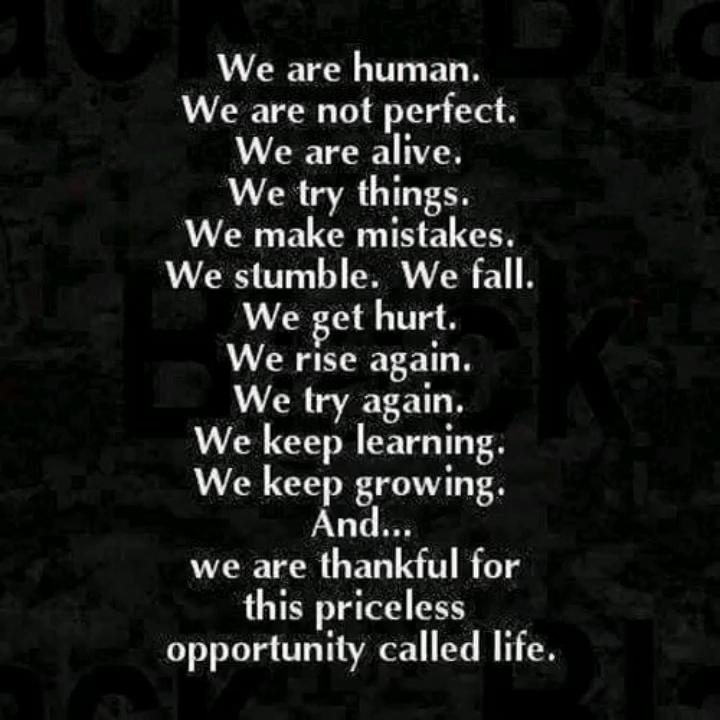 We are human.
We are not perfect.
We are alive.
We try things.
We make mistakes.
We stumble.  We fall.
We get hurt.
We rise again.
We try again.
We keep learning.
We keep growing.
And...
we are thankful for
this priceless
opportunity called life.